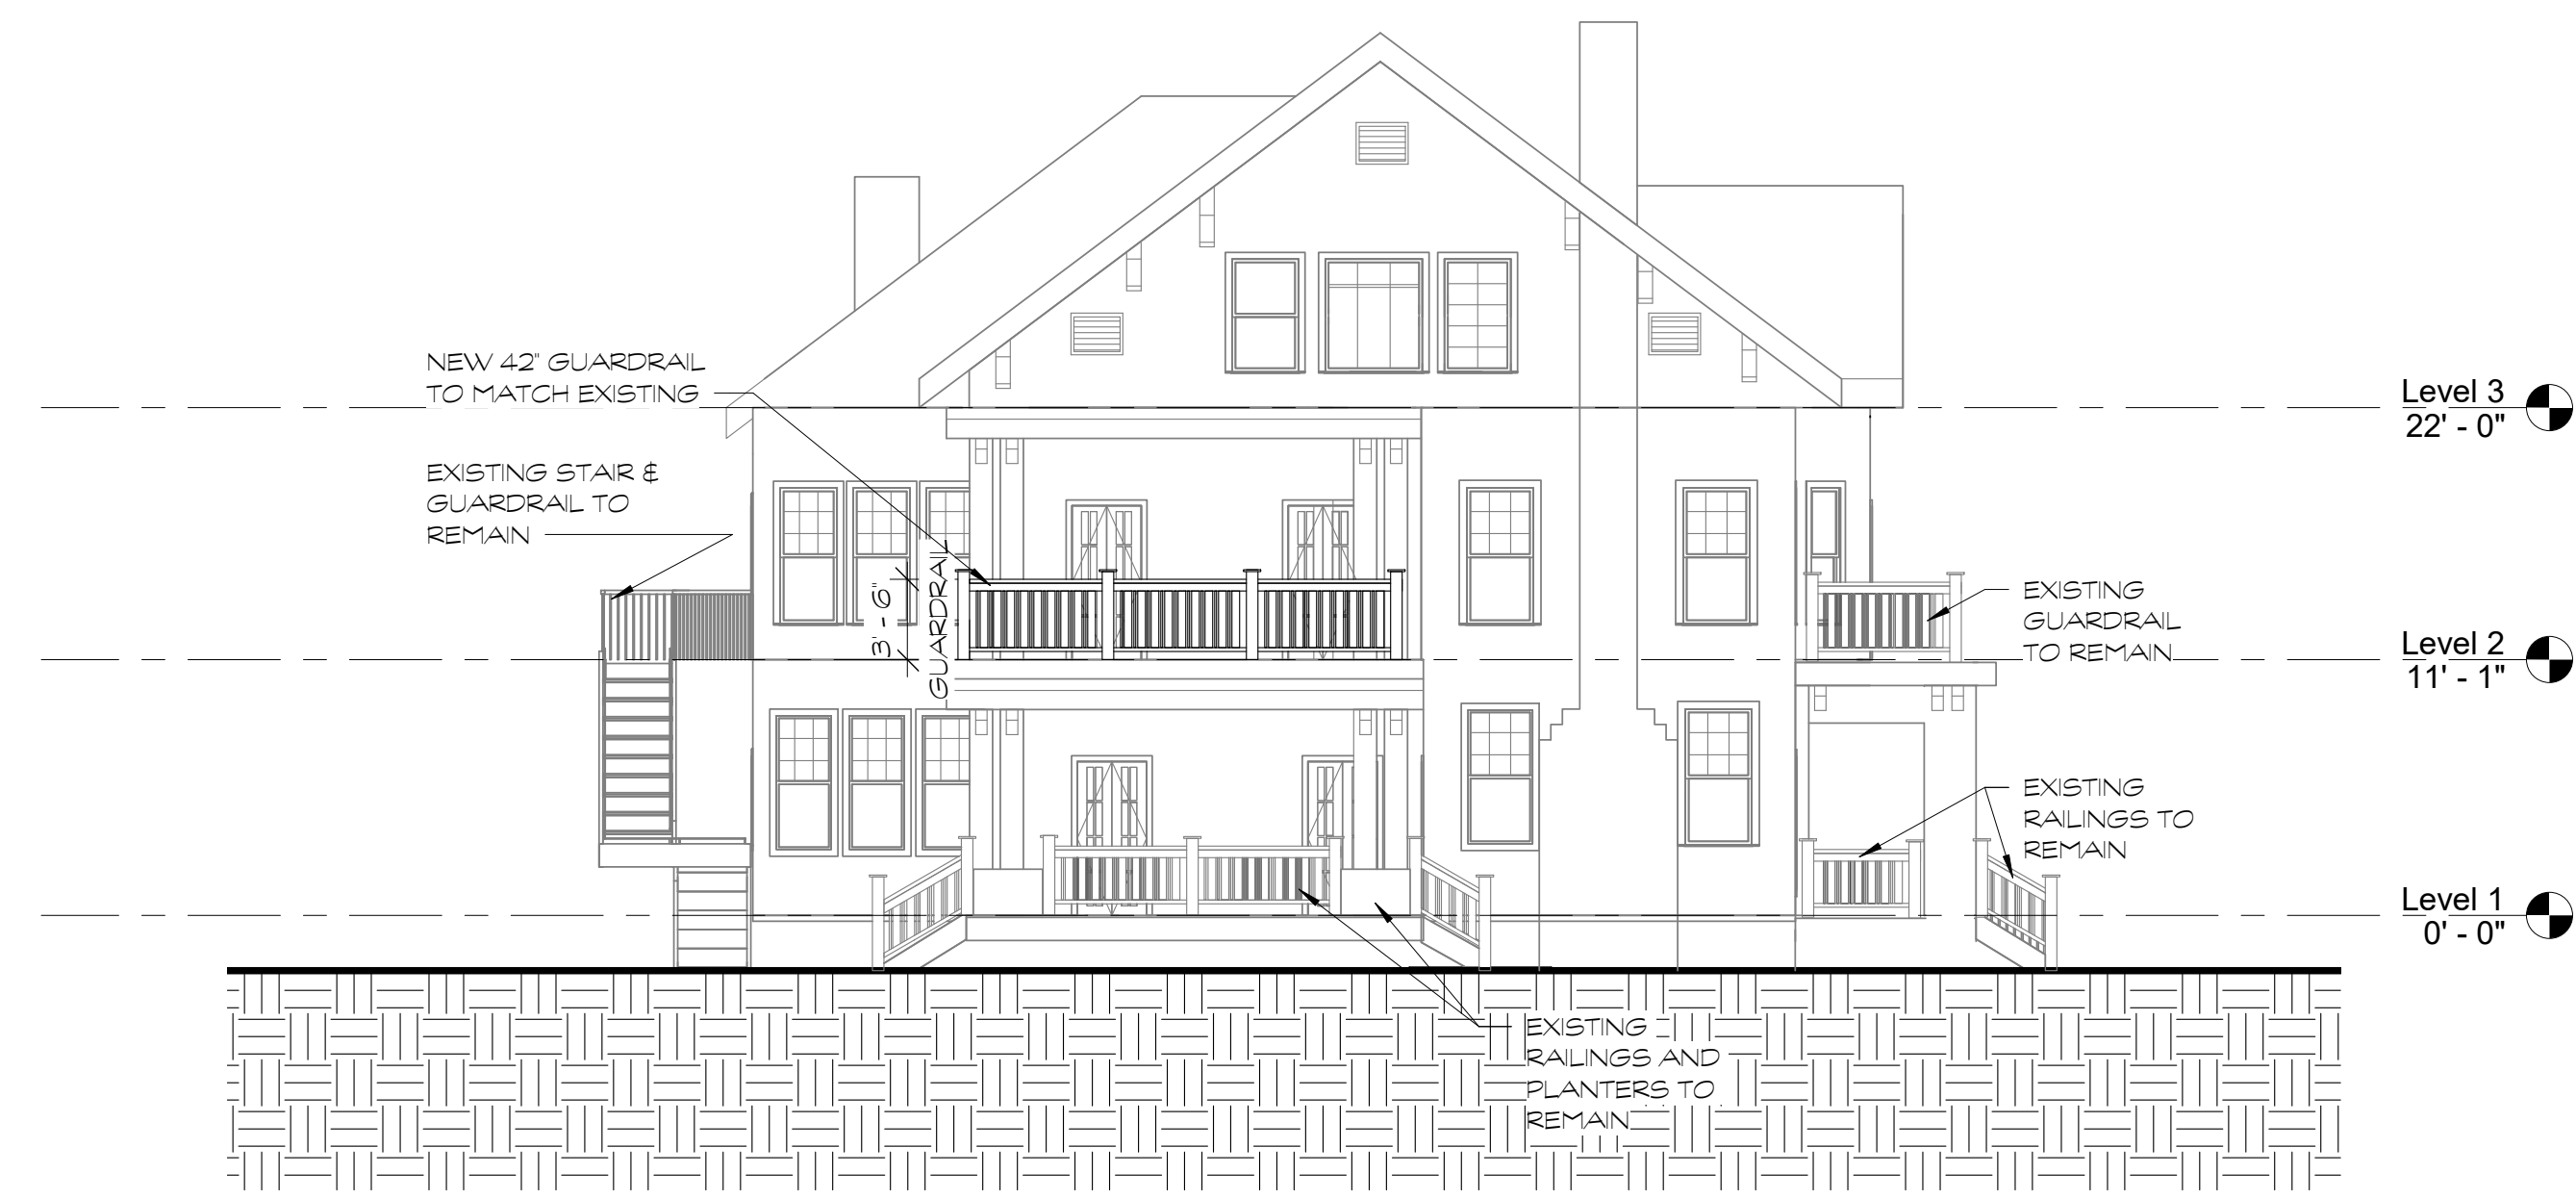 NEW 42" GUARDRAIL
TO MATCH EXISTING
EXISTING STAIR &
GUARDRAIL TO
REMAIN
3' - 6"
GUARDRAIL
EXISTING
GUARDRAIL
TO REMAIN
EXISTING
RAILINGS TO
REMAIN
EXISTING
RAILINGS AND
PLANTERS TO
REMAIN
Level 3
22' - 0"
Level 2
11' - 1"
Level 1
0' - 0"